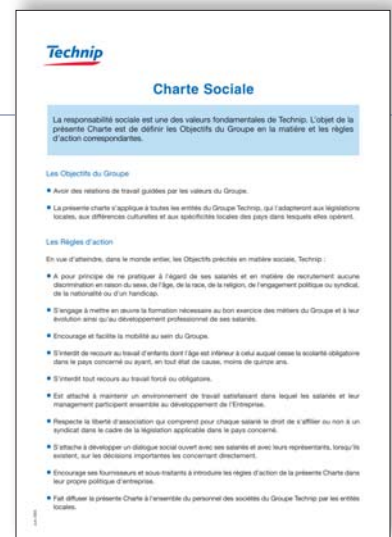 Technip
Charte Sociale
La responsabilité sociale est une des valeurs fondamentales de Technip. L'objet de la
présente Charte est de définir les Objectifs du Groupe en la matière et les règles
d'action correspondantes.
Les Objectifs du Groupe
Avoir des relations de travail guidées par les valeurs du Groupe.
La présente charte s'applique à toutes les entités du Groupe Technip, qui l'adapteront aux législations
locales, aux différences culturelles et aux spécificités locales des pays dans lesquels elles opèrent.
Les Règles d'action
En vue d'atteindre, dans le monde entier, les Objectifs précités en matière sociale, Technip :
A pour principe de ne pratiquer à l'égard de ses salariés et en matière de recrutement aucune
discrimination en raison du sexe, de l'âge, de la race, de la religion, de l'engagement politique ou syndical,
de la nationalité ou d'un handicap.
S'engage à mettre en œuvre la formation nécessaire au bon exercice des métiers du Groupe et à leur
évolution ainsi qu'au développement professionnel de ses salariés.
Encourage et facilite la mobilité au sein du Groupe.
S'interdit de recourir au travail d'enfants dont l'âge est inférieur à celui auquel cesse la scolarité obligatoire
dans le pays concerné ou ayant, en tout état de cause, moins de quinze ans.
S'interdit tout recours au travail forcé ou obligatoire.
Est attaché à maintenir un environnement de travail satisfaisant dans lequel les salariés et leur
management participent ensemble au développement de l'Entreprise.
Respecte la liberté d'association qui comprend pour chaque salarié le droit de s'affilier ou non à un
syndicat dans le cadre de la législation applicable dans le pays concerné.
S'attache à développer un dialogue social ouvert avec ses salariés et avec leurs représentants, lorsqu'ils
existent, sur les décisions importantes les concernant directement.
Encourage ses fournisseurs et sous-traitants à introduire les règles d'action de la présente Charte dans
leur propre politique d'entreprise.
Fait diffuser la présente Charte à l'ensemble du personnel des sociétés du Groupe Technip par les entités
locales.